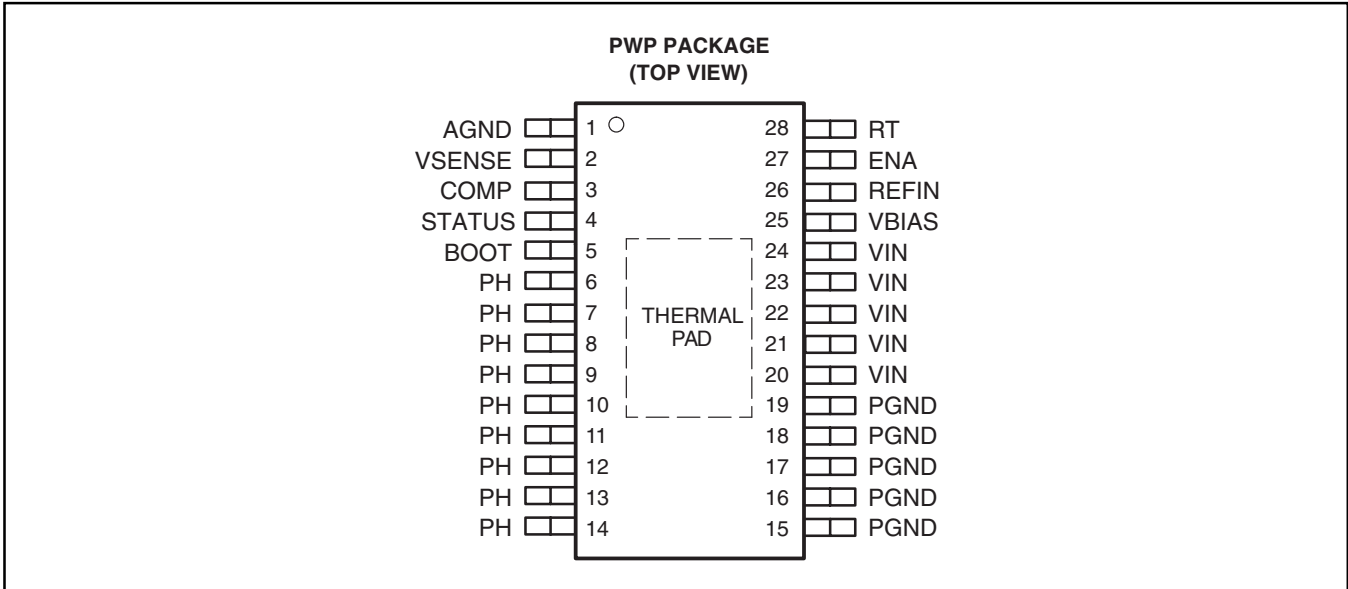 PWP PACKAGE
(TOP VIEW)
AGND 1 28 RT
VSENSE 2 27 ENA
COMP 3 26 REFIN
STATUS 4 25 VBIAS
BOOT 5 24 VIN
PH 6 23 VIN
PH 7 22 VIN
PH 8 21 VIN
PH 9 20 VIN
PH 10 19 PGND
PH 11 18 PGND
PH 12 17 PGND
PH 13 16 PGND
PH 14 15 PGND
THERMAL
PAD